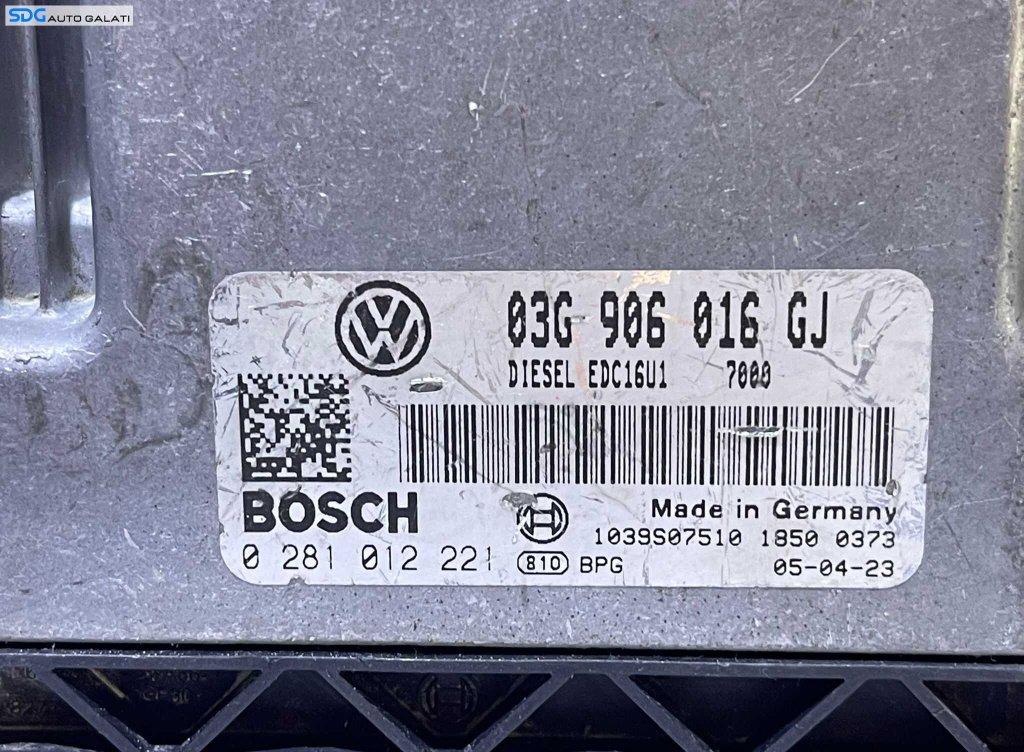 SDG AUTO GALATI
03G 906 016 GJ
DIESEL EDC16U1 7000
BOSCH
Made in Germany
1039S07510 1850 0373
0 281 012 221 810 BPG 05-04-23